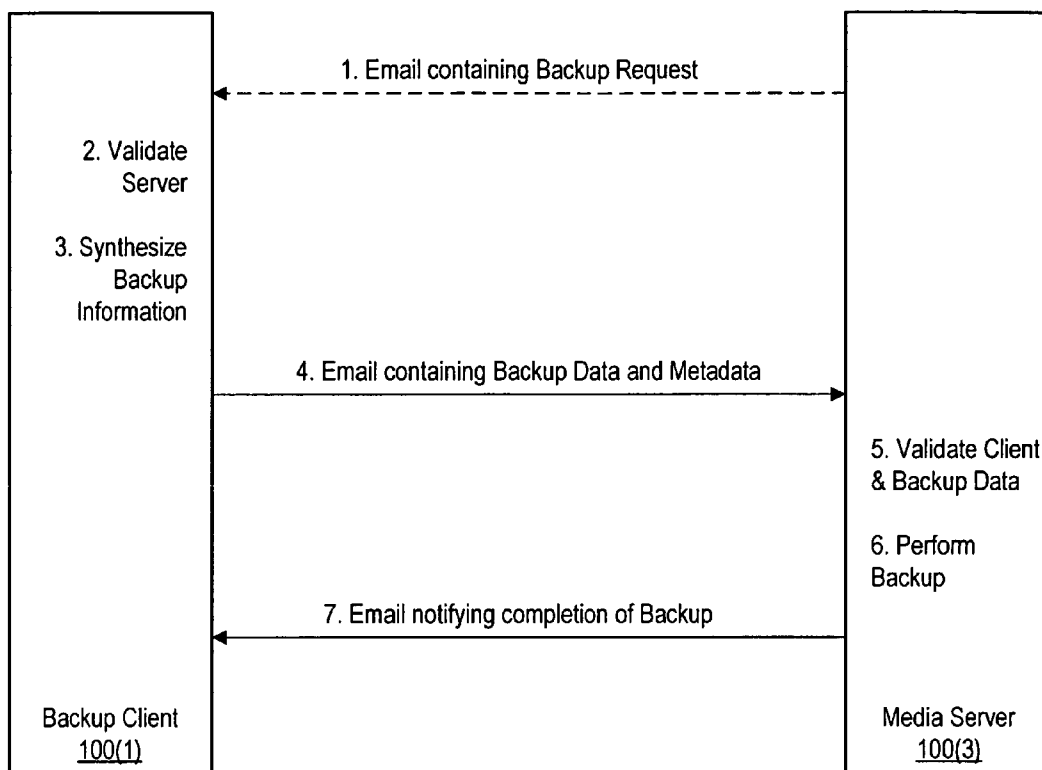 1. Email containing Backup Request
2. Validate
Server
3. Synthesize
Backup
Information
4. Email containing Backup Data and Metadata
5. Validate Client
& Backup Data
6. Perform
Backup
7. Email notifying completion of Backup
Backup Client
100(1)
Media Server
100(3)